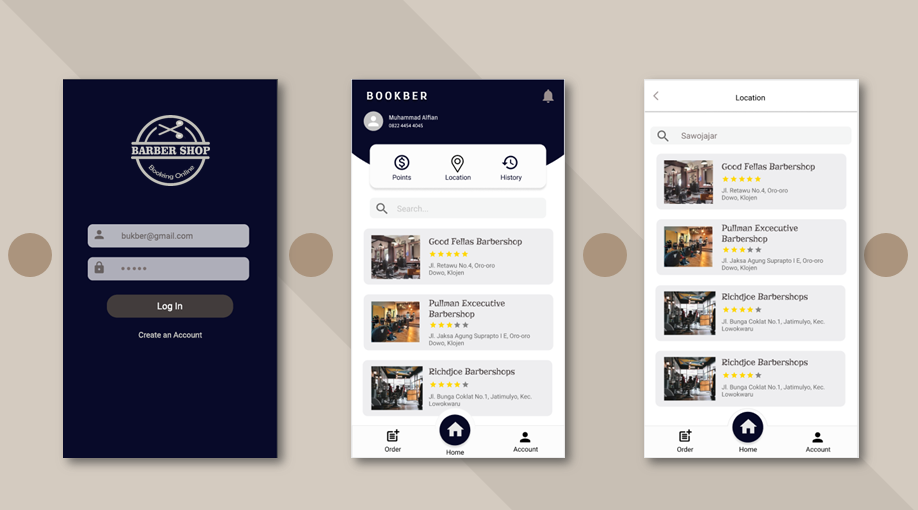 BARBER SHOP
Booking Online
bukber@gmail.com
Log In
Create an Account
BOOKBER
Muhammad Alfian
0822 4454 4045
Points
Location
History
Search...
Good Fellas Barbershop
Jl. Retawu No.4, Oro-oro
Dowo, Klojen
Pullman Excecutive
Barbershop
Jl. Jaksa Agung Suprapto I E, Oro-oro
Dowo, Klojen
Richdjoe Barbershops
Jl. Bunga Coklat No.1, Jatimulyo, Kec.
Lowokwaru
Order
Home
Account
Location
Sawojajar
Good Fellas Barbershop
Jl. Retawu No.4, Oro-oro
Dowo, Klojen
Pullman Excecutive
Barbershop
Jl. Jaksa Agung Suprapto I E, Oro-oro
Dowo, Klojen
Richdjoe Barbershops
Jl. Bunga Coklat No.1, Jatimulyo, Kec.
Lowokwaru
Richdjoe Barbershops
Jl. Bunga Coklat No.1, Jatimulyo, Kec.
Lowokwaru
Order
Home
Account